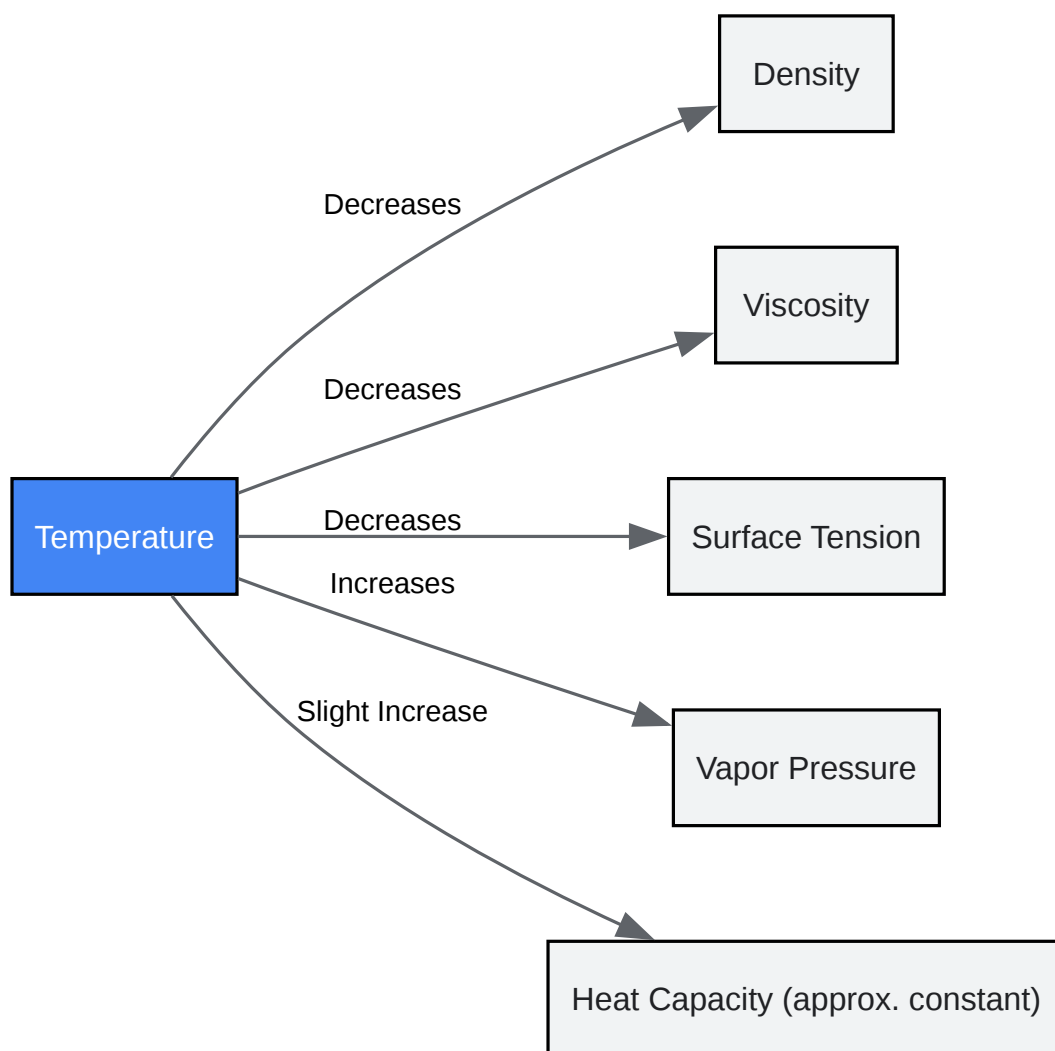 Density
Decreases
Viscosity
Decreases
Temperature
Decreases
Surface Tension
Increases
Slight Increase
Vapor Pressure
Heat Capacity (approx. constant)